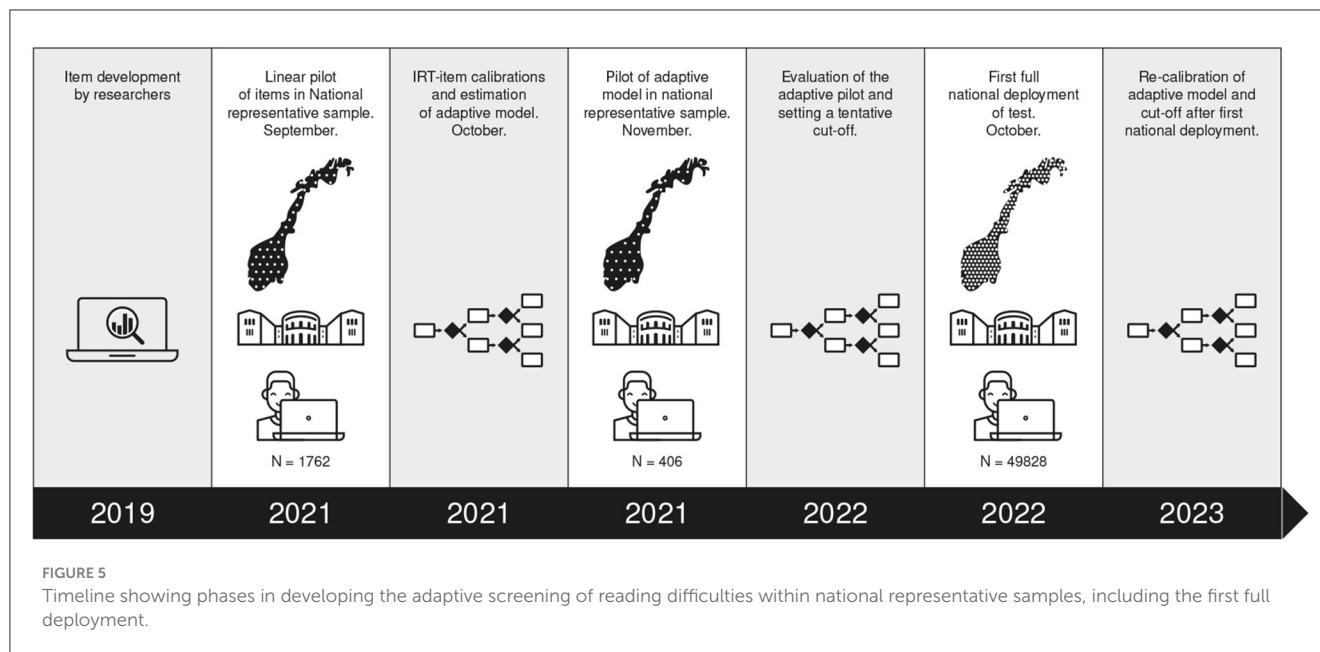 Item development
by researchers
Linear pilot
of items in National
representative sample.
September.
IRT-item calibrations
and estimation
of adaptive model.
October.
Pilot of adaptive
model in national
representative sample.
November.
Evaluation of the
adaptive pilot and
setting a tentative
cut-off.
First full
national deployment
of test.
October.
Re-calibration of
adaptive model and
cut-off after first
national deployment.
N = 1762
N = 406
N = 49828
2019
2021
2021
2021
2022
2022
2023
FIGURE 5
Timeline showing phases in developing the adaptive screening of reading difficulties within national representative samples, including the first full
deployment.